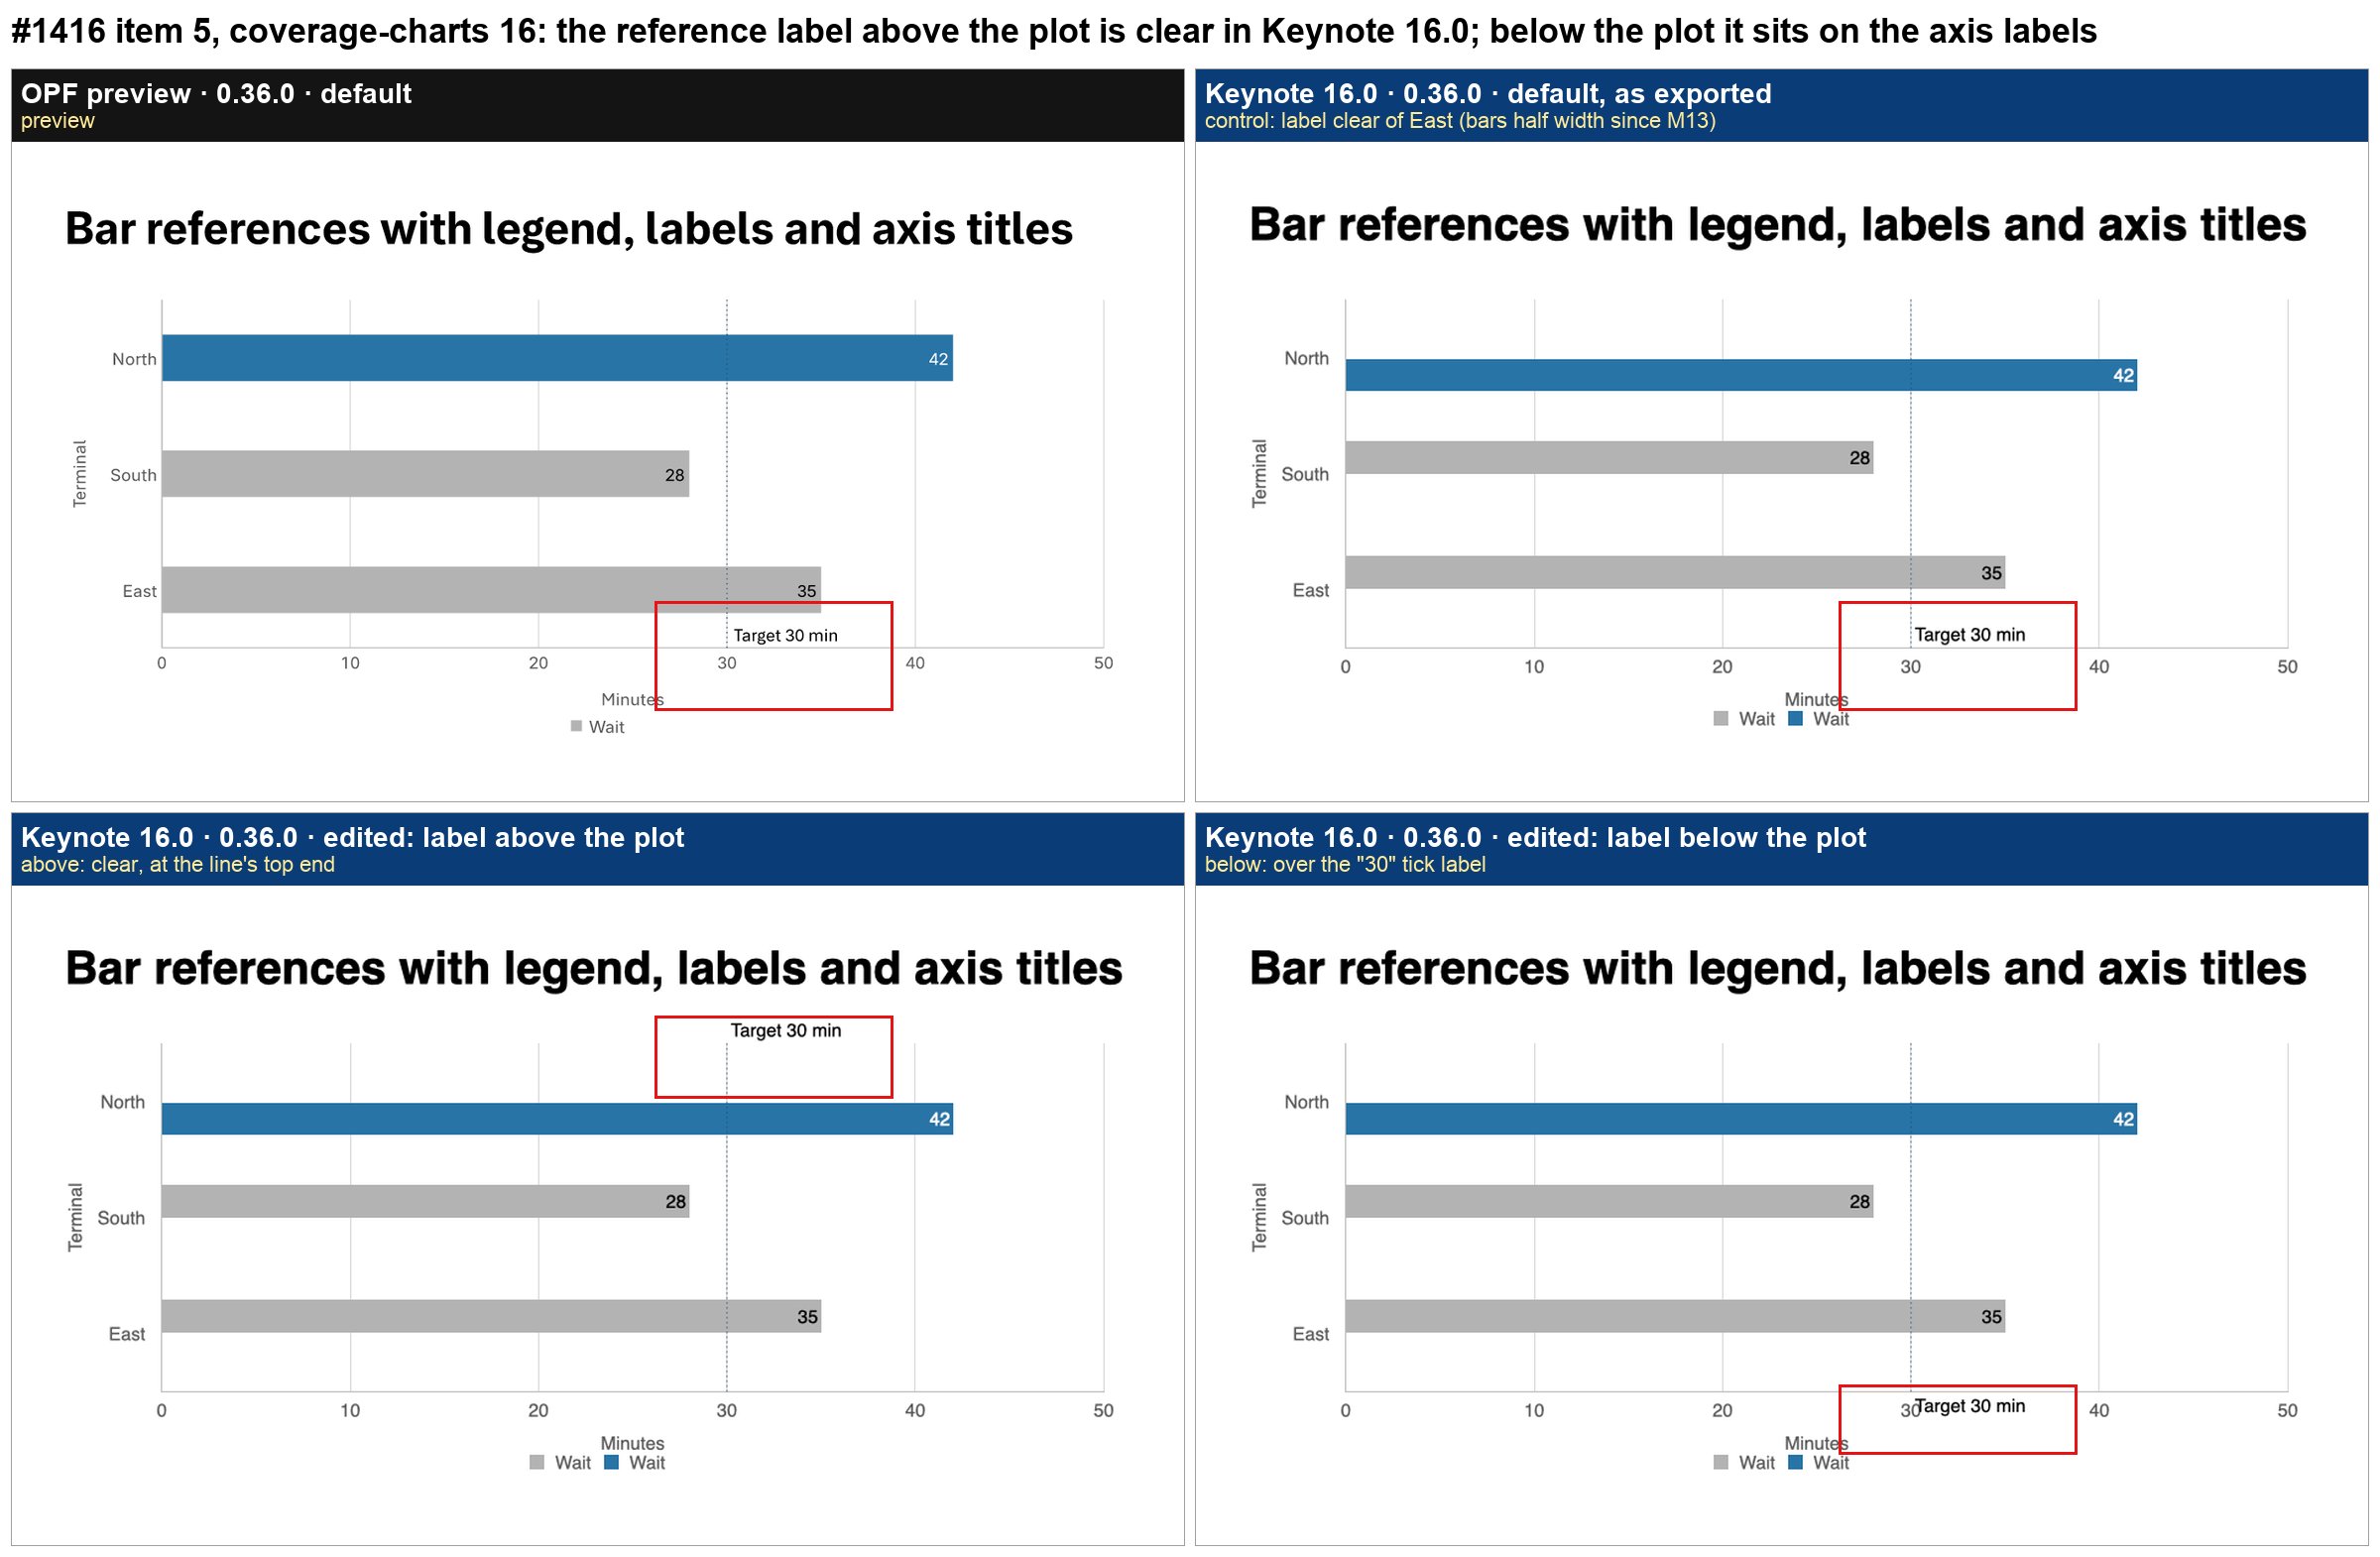 #1416 item 5, coverage-charts 16: the reference label above the plot is clear in Keynote 16.0; below the plot it sits on the axis labels
OPF preview · 0.36.0 · default
preview
Bar references with legend, labels and axis titles
North
42
Terminal
South
28
East
35
Target 30 min
0 10 20 30 40 50
Minutes
Wait
Keynote 16.0 · 0.36.0 · default, as exported
control: label clear of East (bars half width since M13)
Bar references with legend, labels and axis titles
North
42
Terminal
South
28
East
35
Target 30 min
0 10 20 30 40 50
Minutes
Wait Wait
Keynote 16.0 · 0.36.0 · edited: label above the plot
above: clear, at the line's top end
Bar references with legend, labels and axis titles
Target 30 min
North
42
Terminal
South
28
East
35
0 10 20 30 40 50
Minutes
Wait Wait
Keynote 16.0 · 0.36.0 · edited: label below the plot
below: over the "30" tick label
Bar references with legend, labels and axis titles
North
42
Terminal
South
28
East
35
0 10 20 30 Target 30 min 40 50
Minutes
Wait Wait